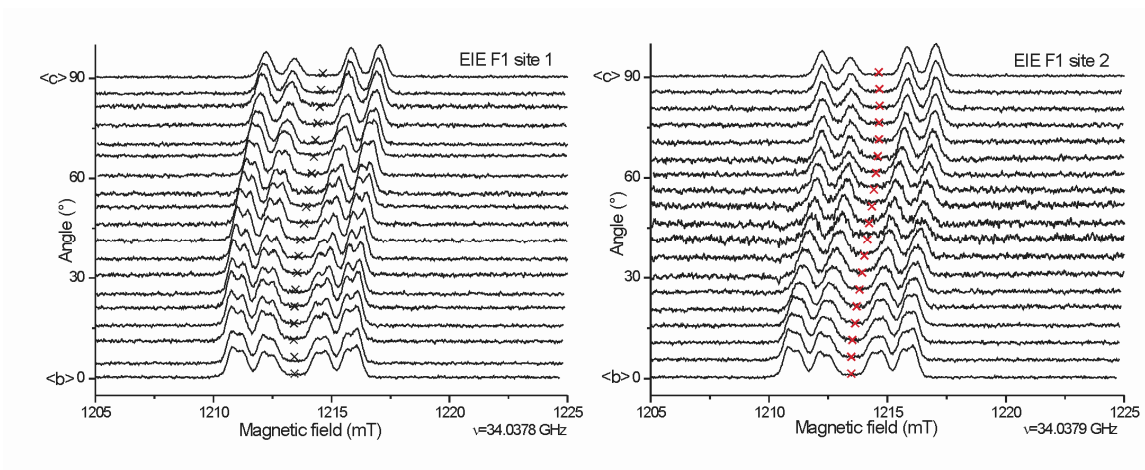 EIE F1 site 1
<c> 90
60
30
<b> 0
Angle (°)
1205
1210
1215
1220
1225
Magnetic field (mT)
ν=34.0378 GHz
EIE F1 site 2
<c> 90
60
30
<b> 0
Angle (°)
1205
1210
1215
1220
1225
Magnetic field (mT)
ν=34.0379 GHz